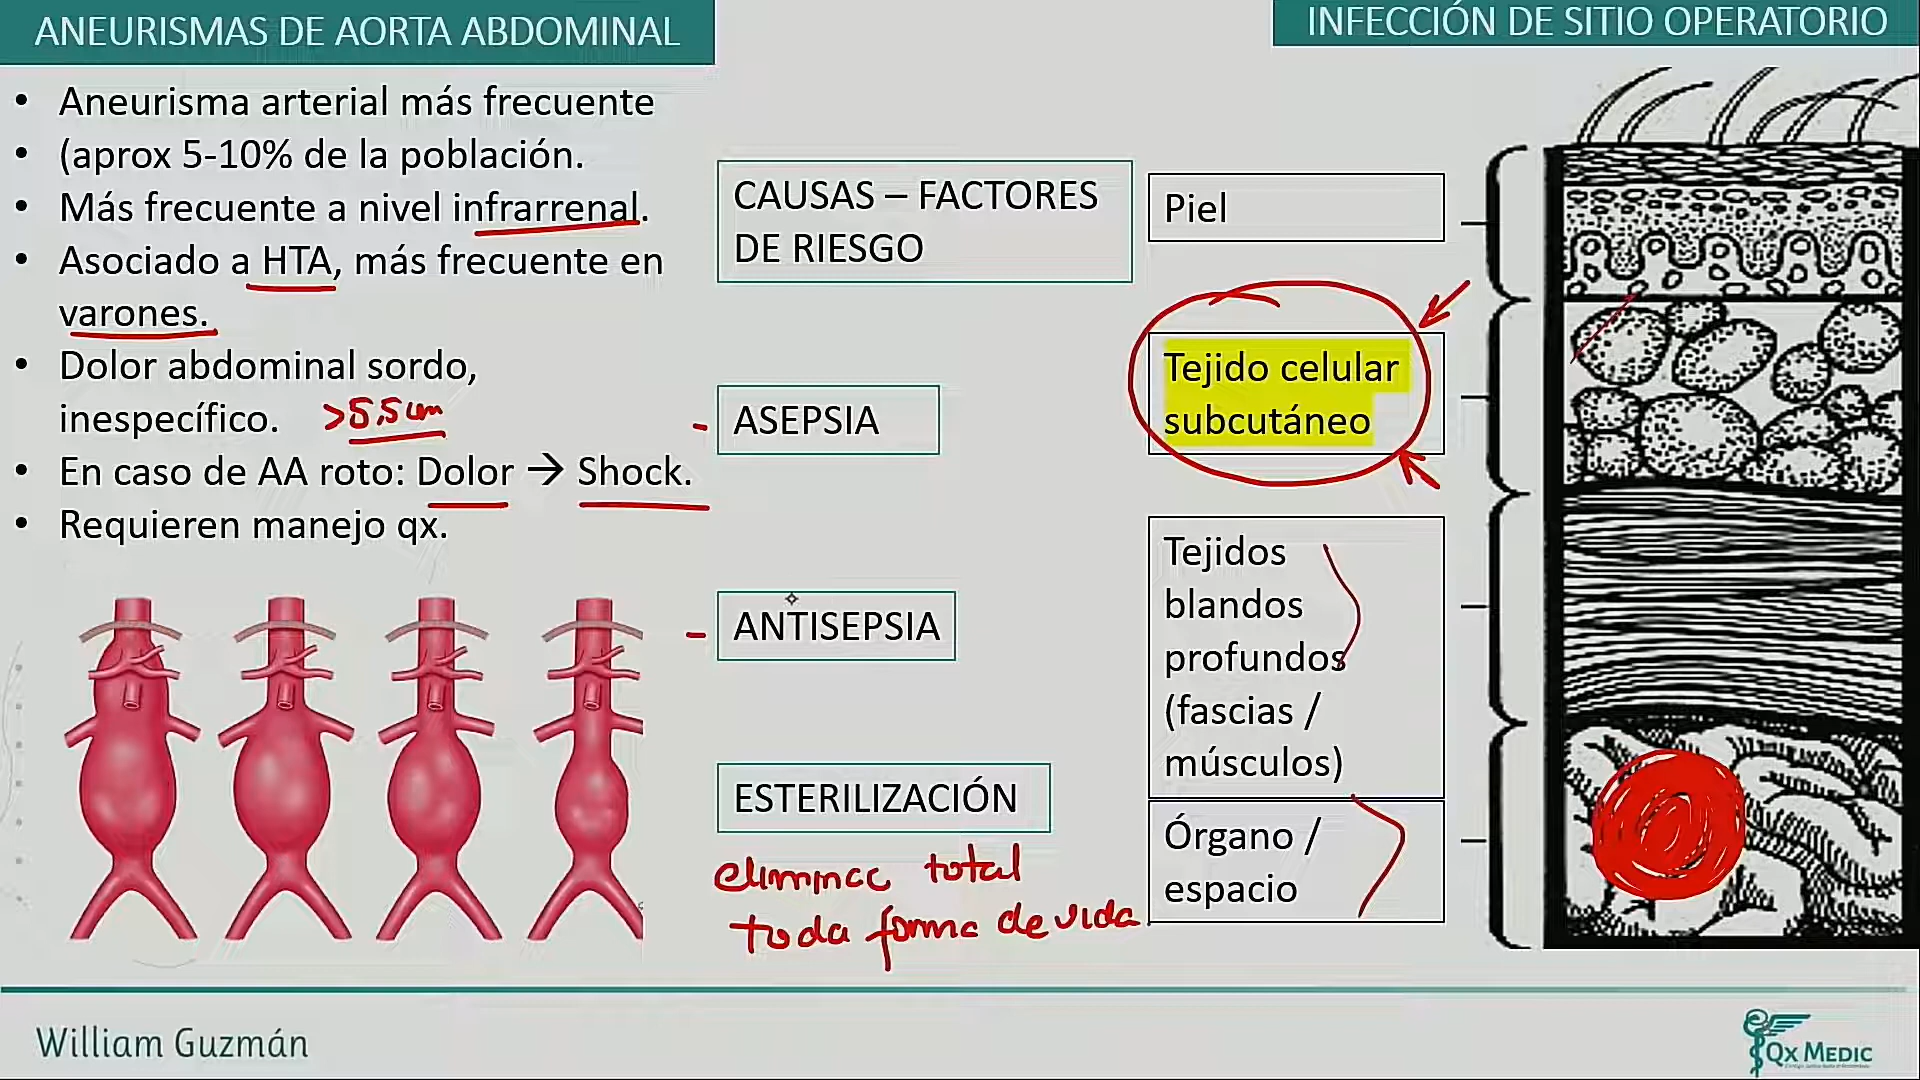 ANEURISMAS DE AORTA ABDOMINAL
• Aneurisma arterial más frecuente
• (aprox 5-10% de la población.
• Más frecuente a nivel infrarrenal.
• Asociado a HTA, más frecuente en
varones.
• Dolor abdominal sordo,
inespecífico. >5,5 cm
• En caso de AA roto: Dolor → Shock.
• Requieren manejo qx.
CAUSAS – FACTORES
DE RIESGO
- ASEPSIA
- ANTISEPSIA
ESTERILIZACIÓN
total
toda forma de vida
INFECCIÓN DE SITIO OPERATORIO
Piel
Tejido celular
subcutáneo
Tejidos
blandos
profundos
(fascias /
músculos)
Órgano /
espacio
William Guzmán
QX MEDIC